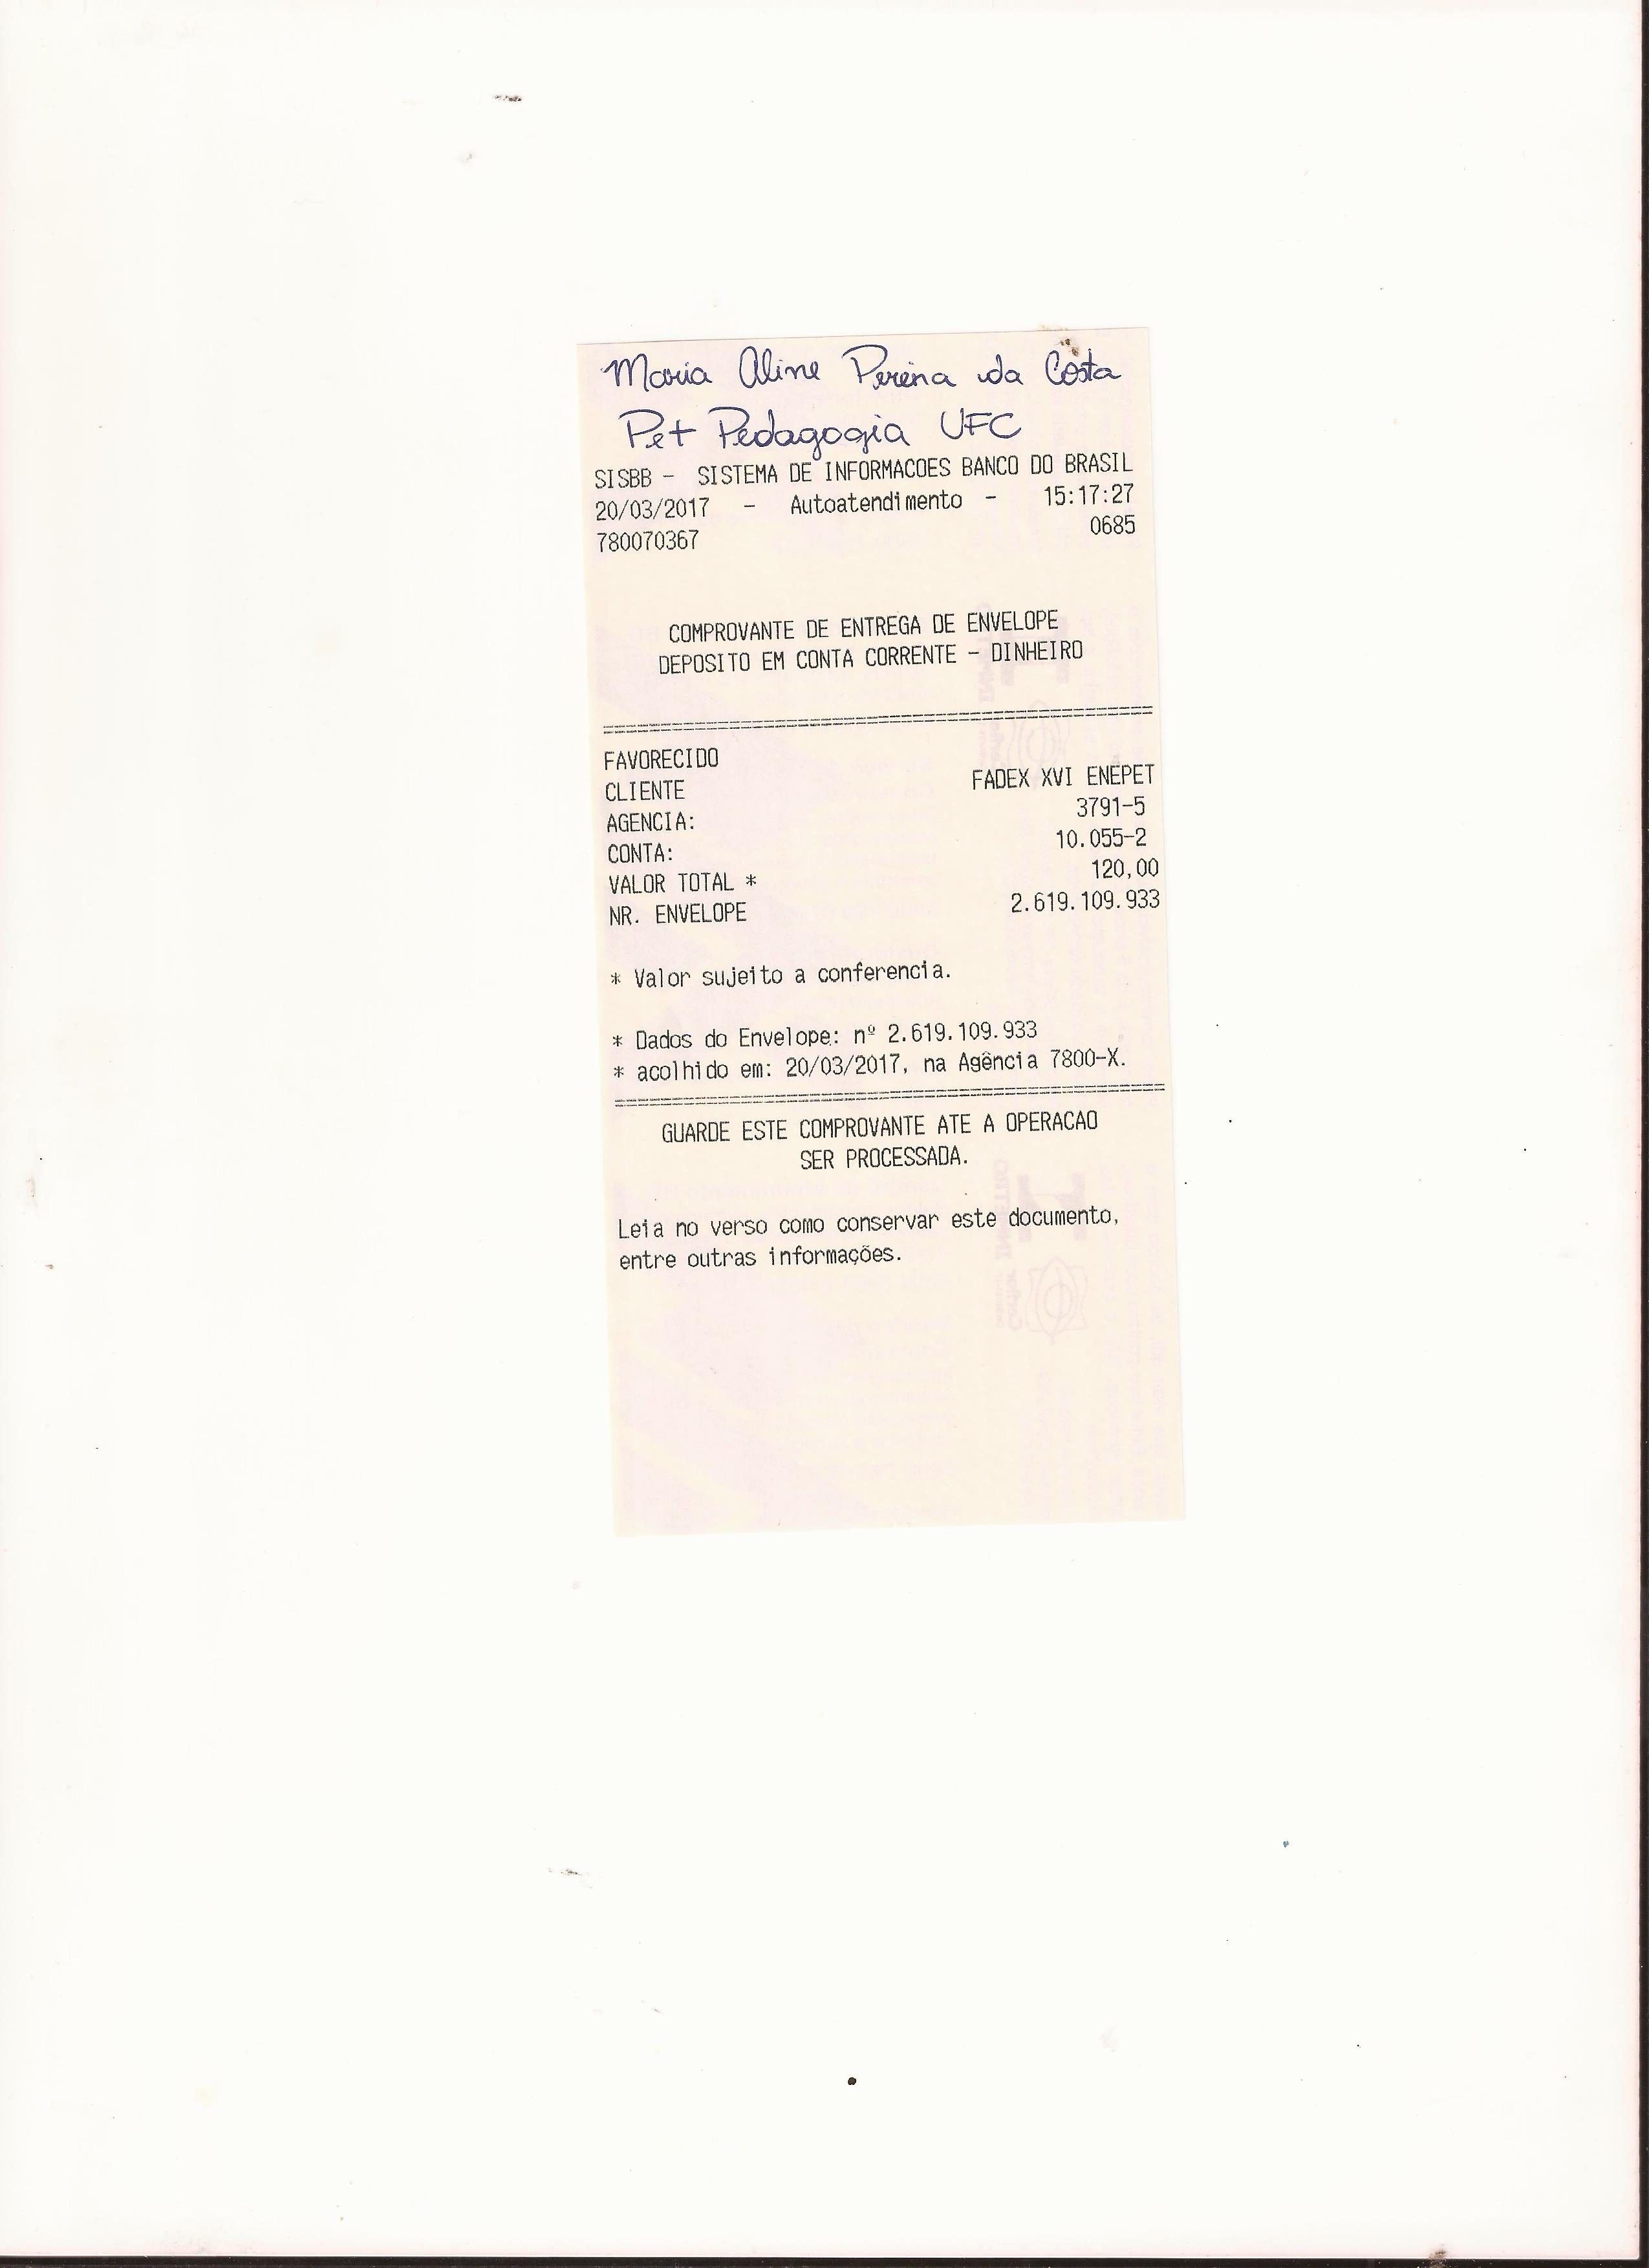 Maria Aline Pereira da Costa
Pet Pedagogia UFC
SISBB - SISTEMA DE INFORMACOES BANCO DO BRASIL
20/03/2017 - Autoatendimento - 15:17:27
780070367 0685
COMPROVANTE DE ENTREGA DE ENVELOPE
DEPOSITO EM CONTA CORRENTE - DINHEIRO
FAVORECIDO
CLIENTE FADEX XVI ENEPET
AGENCIA: 3791-5
CONTA: 10.055-2
VALOR TOTAL * 120,00
NR. ENVELOPE 2.619.109.933
* Valor sujeito a conferencia.
* Dados do Envelope: nº 2.619.109.933
* acolhido em: 20/03/2017, na Agência 7800-X.
GUARDE ESTE COMPROVANTE ATE A OPERACAO
SER PROCESSADA.
Leia no verso como conservar este documento,
entre outras informações.